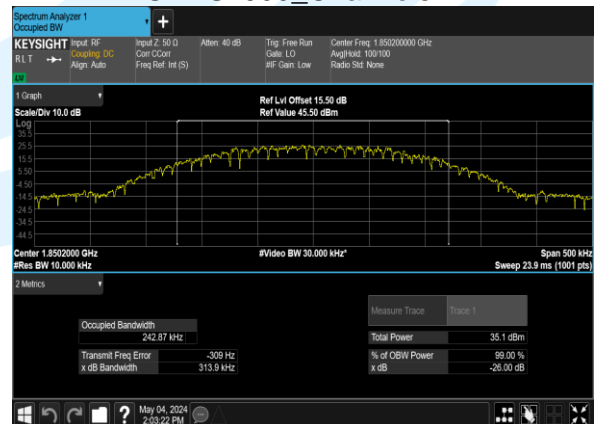 Spectrum Analyzer 1
Occupied BW
+
KEYSIGHT Input: RF Input Z: 50 Ω Atten: 40 dB Trig: Free Run Center Freq: 1.850200000 GHz
RLT Coupling: DC Corr CCorr Gate: LO Avg|Hold: 100/100
Align: Auto Freq Ref: Int (S) #IF Gain: Low Radio Std: None
1 Graph
Ref Lvl Offset 15.50 dB
Scale/Div 10.0 dB Ref Value 45.50 dBm
Log
35.5
25.5
15.5
5.50
-4.50
-14.5
-24.5
-34.5
-44.5
Center 1.8502000 GHz #Video BW 30.000 kHz* Span 500 kHz
#Res BW 10.000 kHz Sweep 23.9 ms (1001 pts)
2 Metrics
Measure Trace Trace 1
Occupied Bandwidth
242.87 kHz Total Power 35.1 dBm
Transmit Freq Error -309 Hz % of OBW Power 99.00 %
x dB Bandwidth 313.9 kHz x dB -26.00 dB
?
May 04, 2024
2:03:22 PM